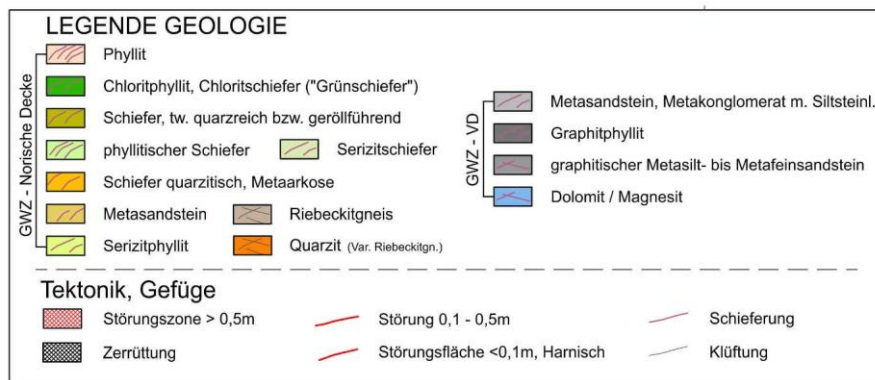 LEGENDE GEOLOGIE
GWZ - Norische Decke
Phyllit
Chloritphyllit, Chloritschiefer ("Grünschiefer")
Schiefer, tw. quarzreich bzw. geröllführend
phyllitischer Schiefer
Serizitschiefer
Schiefer quarzitisch, Metaarkose
Metasandstein
Riebeckitgneis
Serizitphyllit
Quarzit (Var. Riebeckitgn.)
GWZ - VD
Metasandstein, Metakonglomerat m. Siltsteinl.
Graphitphyllit
graphitischer Metasilt- bis Metafeinsandstein
Dolomit / Magnesit
Tektonik, Gefüge
Störungszone > 0,5m
Störung 0,1 - 0,5m
Schieferung
Zerrüttung
Störungsfläche <0,1m, Harnisch
Klüftung